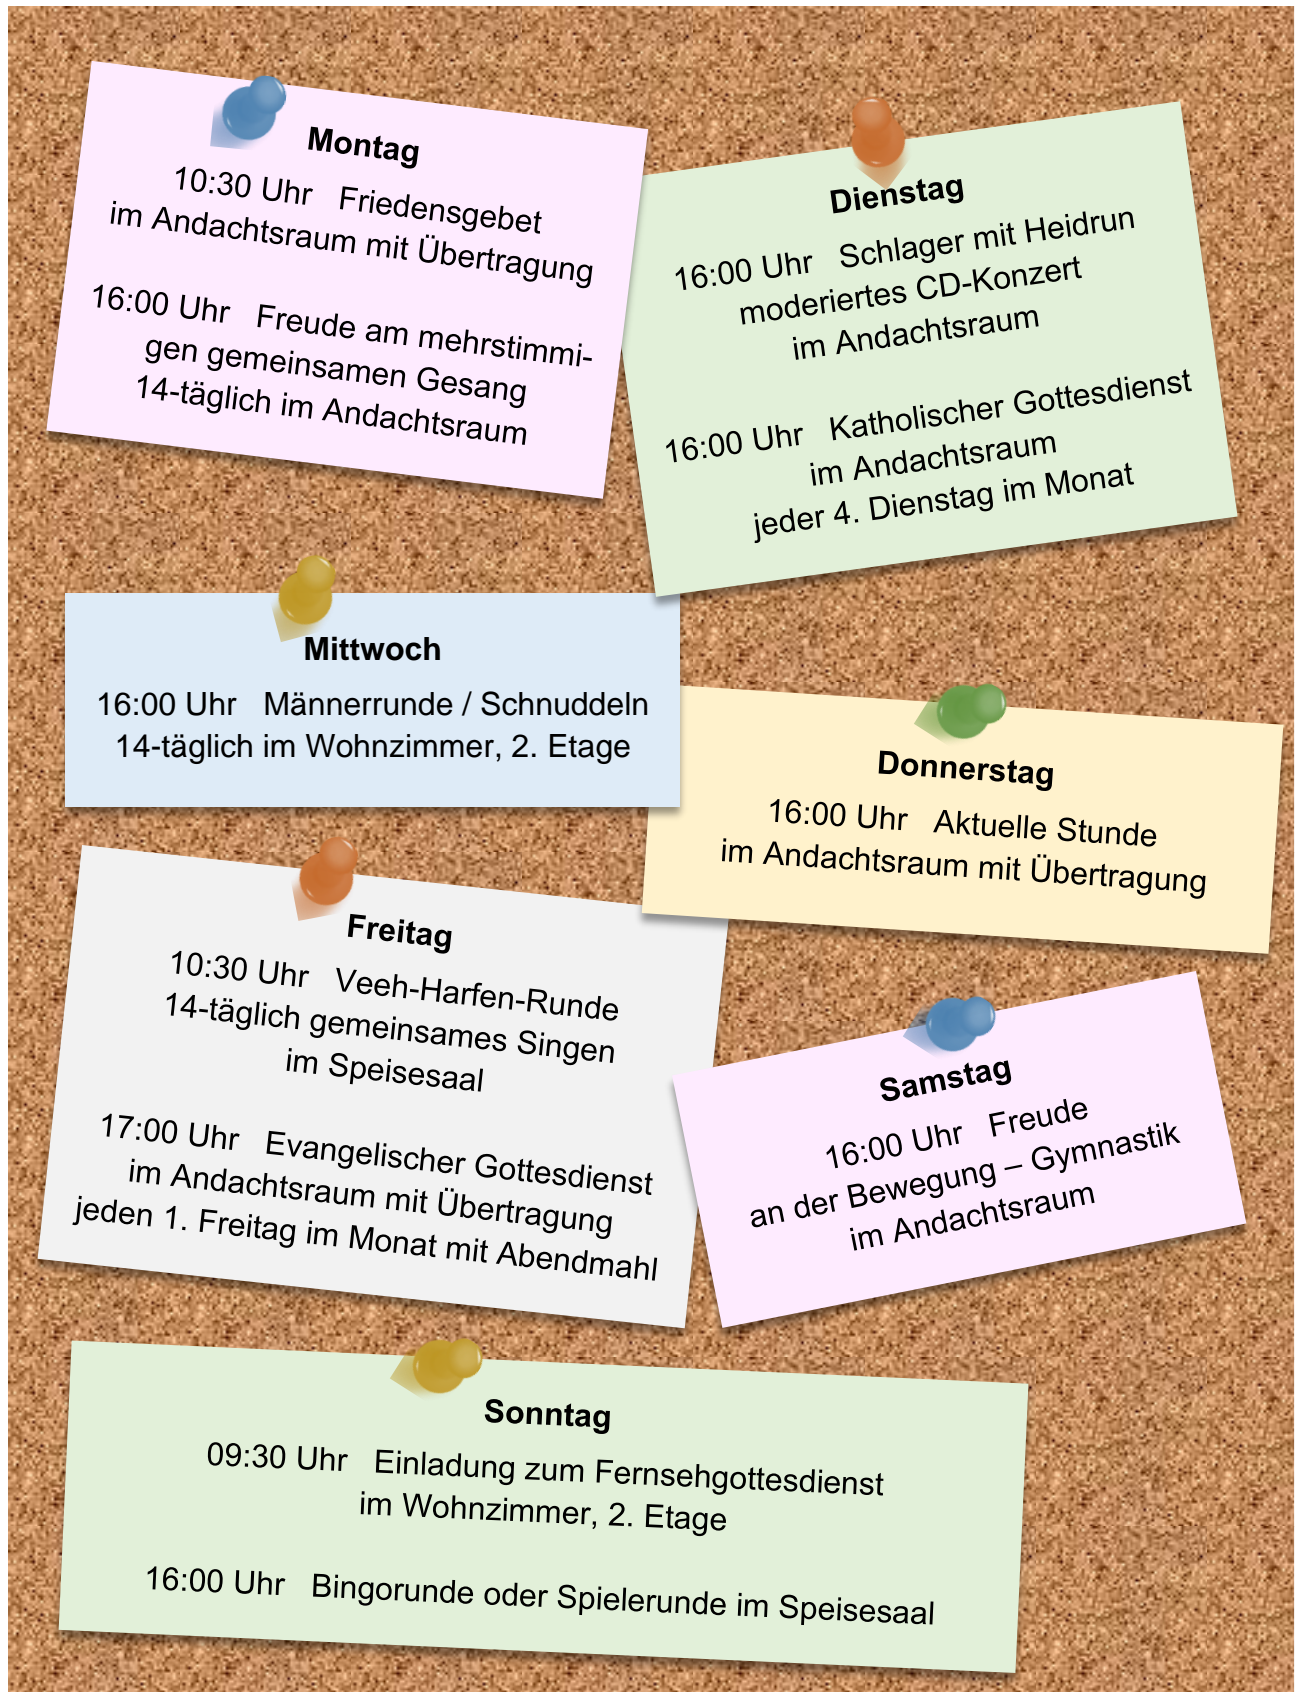 Montag
10:30 Uhr Friedensgebet
im Andachtsraum mit Übertragung
16:00 Uhr Freude am mehrstimmi-
gen gemeinsamen Gesang
14-täglich im Andachtsraum
Dienstag
16:00 Uhr Schlager mit Heidrun
moderiertes CD-Konzert
im Andachtsraum
16:00 Uhr Katholischer Gottesdienst
im Andachtsraum
jeder 4. Dienstag im Monat
Mittwoch
16:00 Uhr Männerrunde / Schnuddeln
14-täglich im Wohnzimmer, 2. Etage
Donnerstag
16:00 Uhr Aktuelle Stunde
im Andachtsraum mit Übertragung
Freitag
10:30 Uhr Veeh-Harfen-Runde
14-täglich gemeinsames Singen
im Speisesaal
17:00 Uhr Evangelischer Gottesdienst
im Andachtsraum mit Übertragung
jeden 1. Freitag im Monat mit Abendmahl
Samstag
16:00 Uhr Freude
an der Bewegung – Gymnastik
im Andachtsraum
Sonntag
09:30 Uhr Einladung zum Fernsehgottesdienst
im Wohnzimmer, 2. Etage
16:00 Uhr Bingorunde oder Spielerunde im Speisesaal